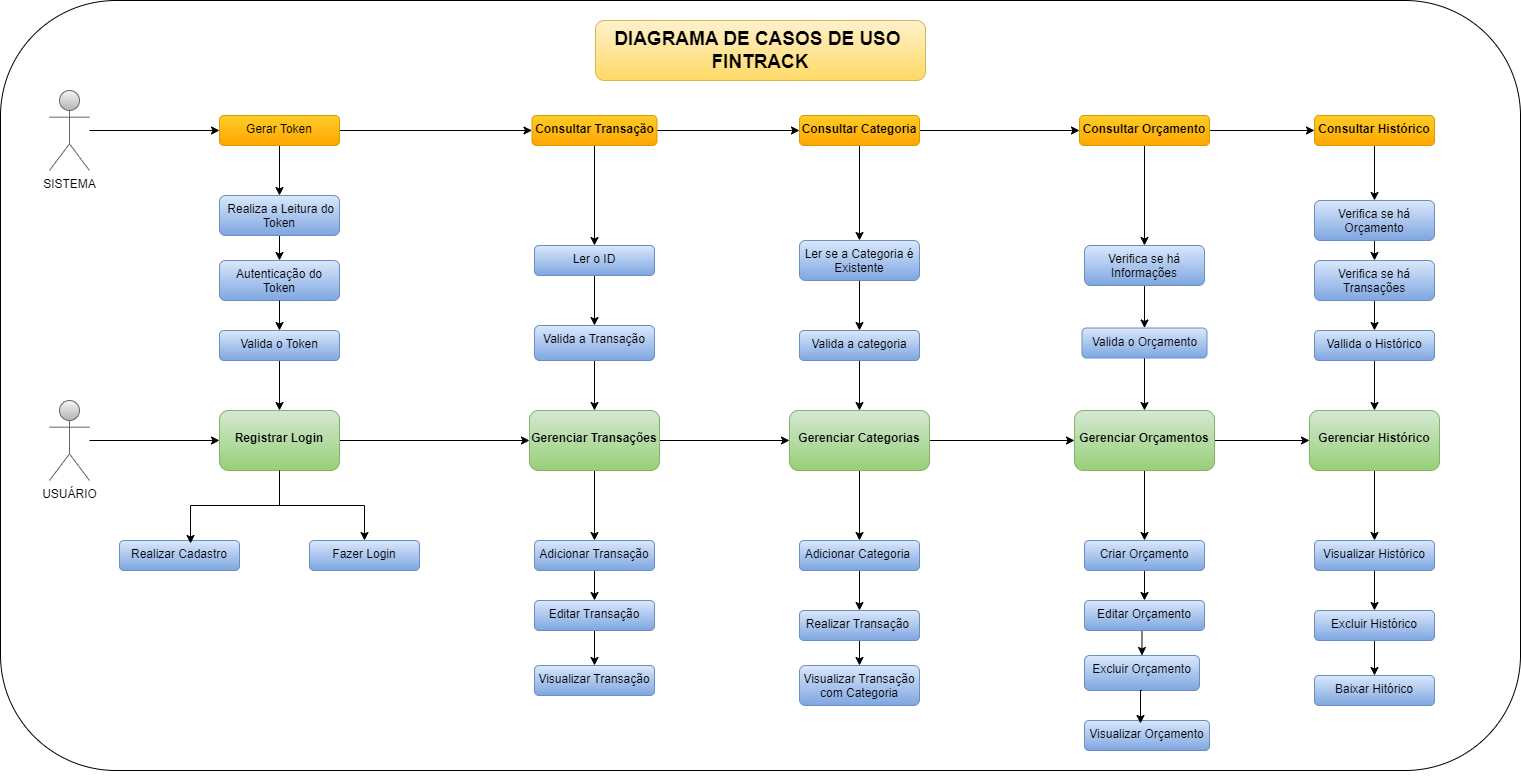 DIAGRAMA DE CASOS DE USO
FINTRACK
SISTEMA
Gerar Token
Consultar Transação
Consultar Categoria
Consultar Orçamento
Consultar Histórico
Realiza a Leitura do
Token
Autenticação do
Token
Valida o Token
Ler o ID
Valida a Transação
Ler se a Categoria é
Existente
Valida a categoria
Verifica se há
Informações
Valida o Orçamento
Verifica se há
Orçamento
Verifica se há
Transações
Vallida o Histórico
USUÁRIO
Registrar Login
Gerenciar Transações
Gerenciar Categorias
Gerenciar Orçamentos
Gerenciar Histórico
Realizar Cadastro
Fazer Login
Adicionar Transação
Editar Transação
Visualizar Transação
Adicionar Categoria
Realizar Transação
Visualizar Transação
com Categoria
Criar Orçamento
Editar Orçamento
Excluir Orçamento
Visualizar Orçamento
Visualizar Histórico
Excluir Histórico
Baixar Hitórico